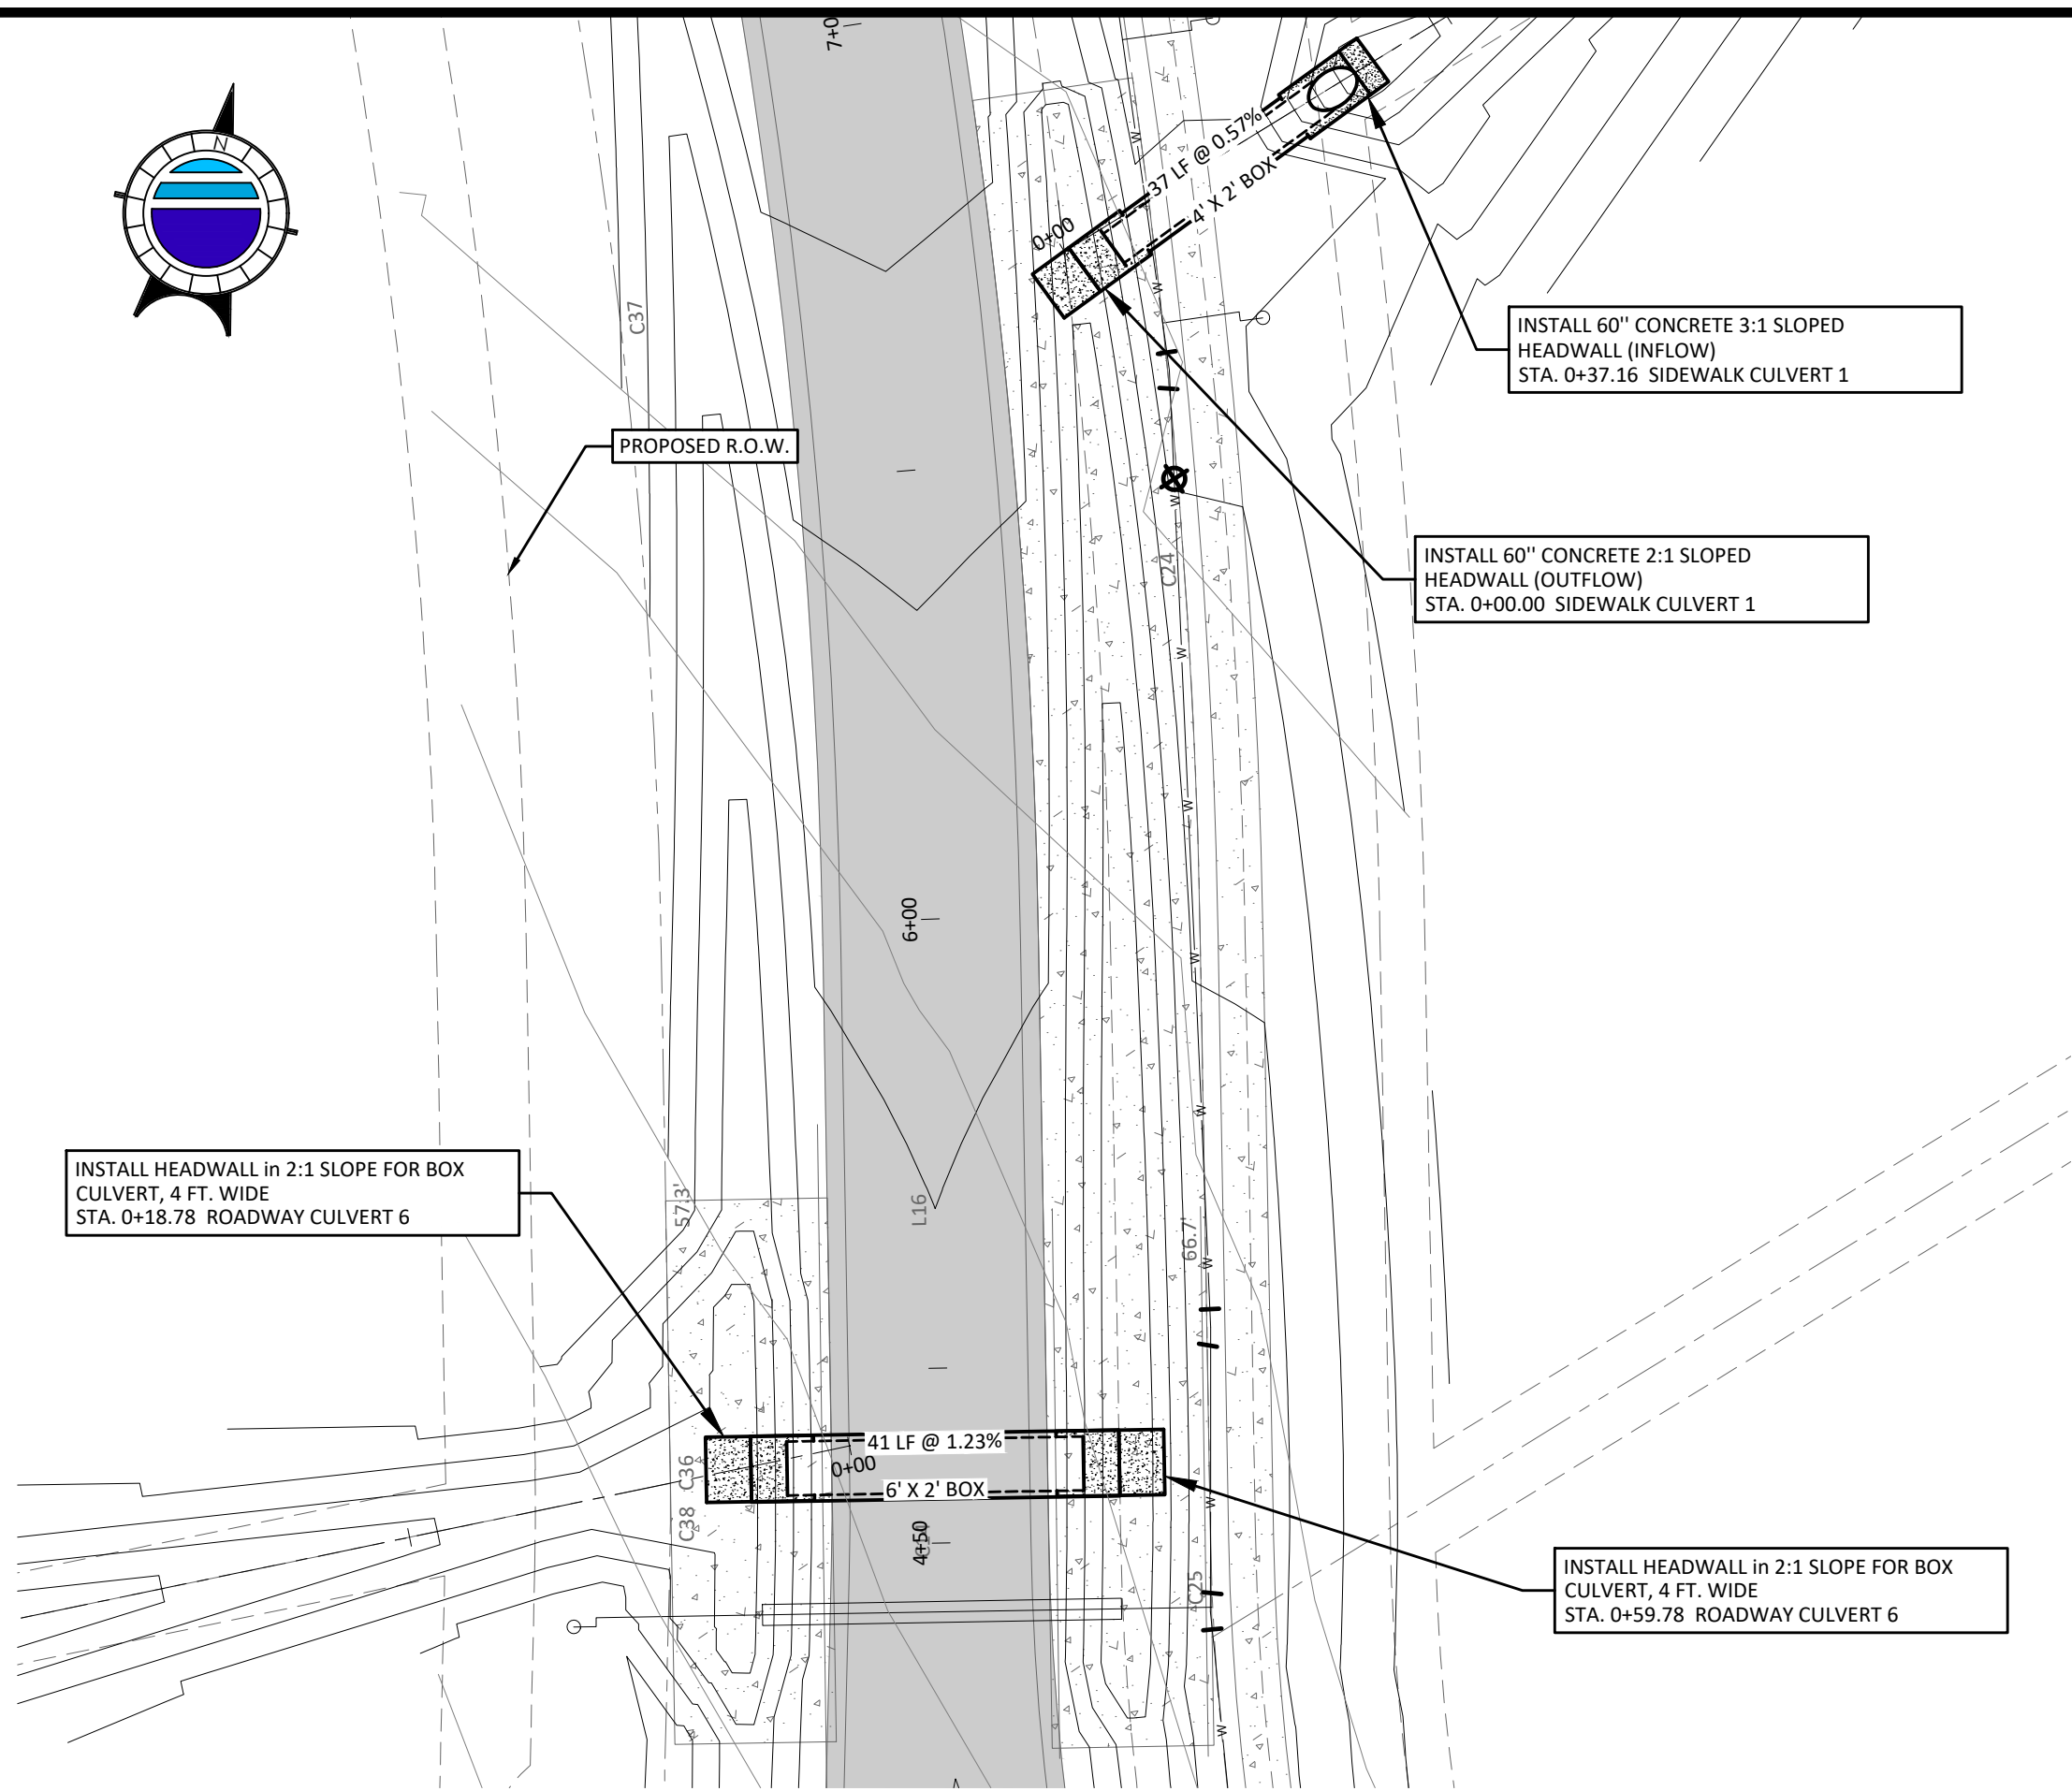 7+0
N
37 LF @ 0.57%
4' X 2' BOX
0+00
C37
INSTALL 60'' CONCRETE 3:1 SLOPED
HEADWALL (INFLOW)
STA. 0+37.16 SIDEWALK CULVERT 1
PROPOSED R.O.W.
INSTALL 60'' CONCRETE 2:1 SLOPED
HEADWALL (OUTFLOW)
STA. 0+00.00 SIDEWALK CULVERT 1
C24
W
W
W
W
W
W
W
W
W
W
6+00
INSTALL HEADWALL in 2:1 SLOPE FOR BOX
CULVERT, 4 FT. WIDE
STA. 0+18.78 ROADWAY CULVERT 6
57.3'
L16
66.7'
41 LF @ 1.23%
0+00
6' X 2' BOX
C36
C38
4+50
C25
INSTALL HEADWALL in 2:1 SLOPE FOR BOX
CULVERT, 4 FT. WIDE
STA. 0+59.78 ROADWAY CULVERT 6